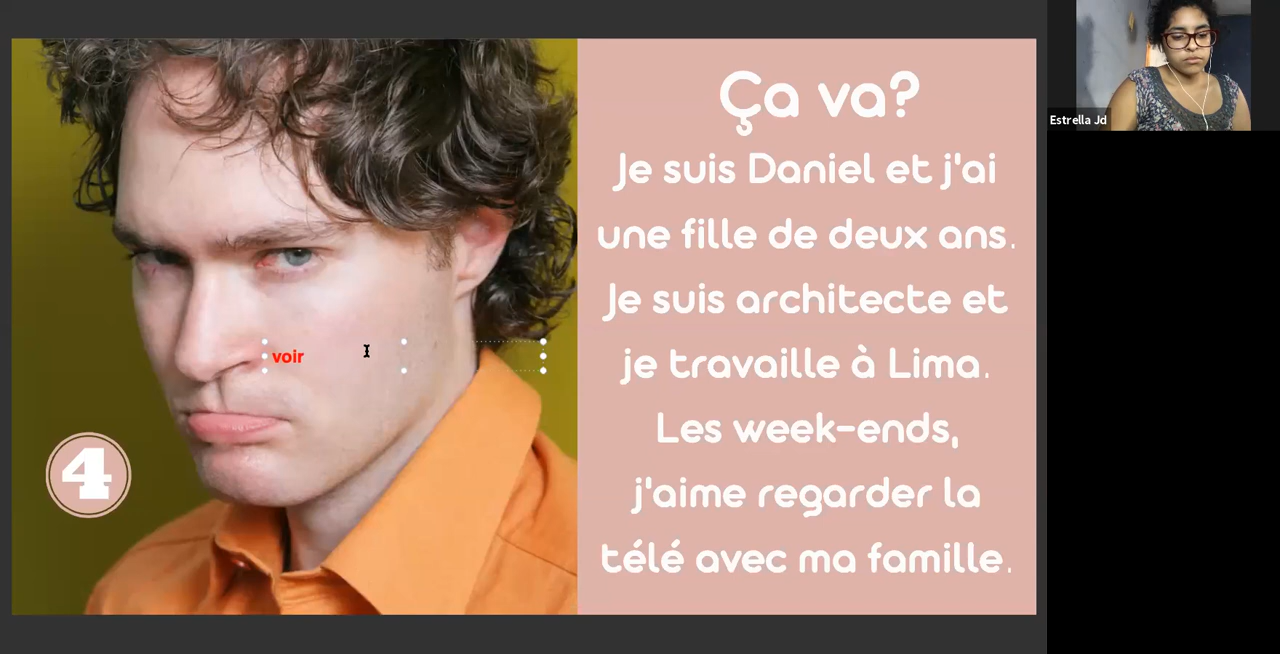 Ça va?
Je suis Daniel et j'ai
une fille de deux ans.
Je suis architecte et
je travaille à Lima.
Les week-ends,
j'aime regarder la
télé avec ma famille.
voir
4
Estrella Jd